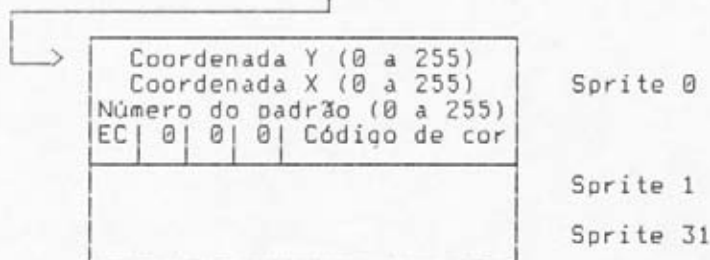 Coordenada Y (0 a 255)
Coordenada X (0 a 255)
Sprite 0
Número do padrão (0 a 255)
EC| 0| 0| 0| Código de cor
Sprite 1
Sprite 31